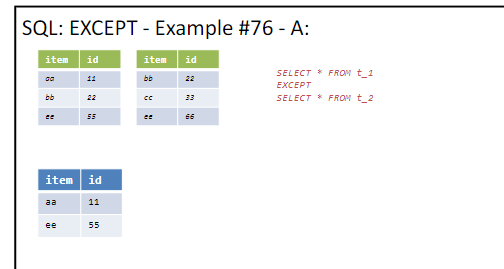 SQL: EXCEPT - Example #76 - A:
item id
aa 11
bb 22
ee 55
item id
bb 22
cc 33
ee 66
SELECT * FROM t_1
EXCEPT
SELECT * FROM t_2
item id
aa 11
ee 55